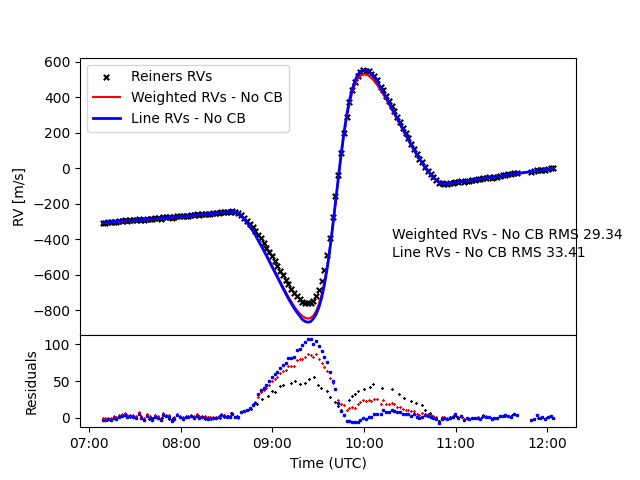 600
400
200
0
−200
−400
−600
−800
RV [m/s]
Reiners RVs
Weighted RVs - No CB
Line RVs - No CB
Weighted RVs - No CB RMS 29.34
Line RVs - No CB RMS 33.41
100
50
0
Residuals
07:00 08:00 09:00 10:00 11:00 12:00
Time (UTC)